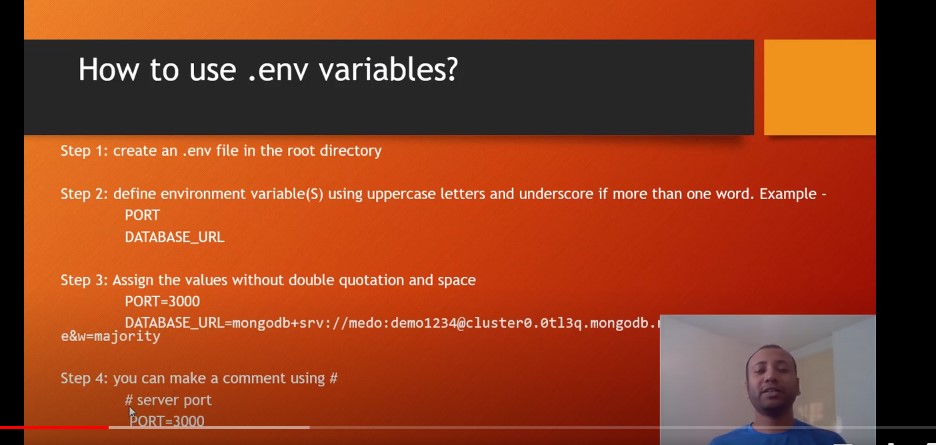 How to use .env variables?
Step 1: create an .env file in the root directory
Step 2: define environment variable(S) using uppercase letters and underscore if more than one word. Example -
PORT
DATABASE_URL
Step 3: Assign the values without double quotation and space
PORT=3000
DATABASE_URL=mongodb+srv://medo:demo1234@cluster0.0tl3q.mongodb.
e&w=majority
Step 4: you can make a comment using #
# server port
PORT=3000